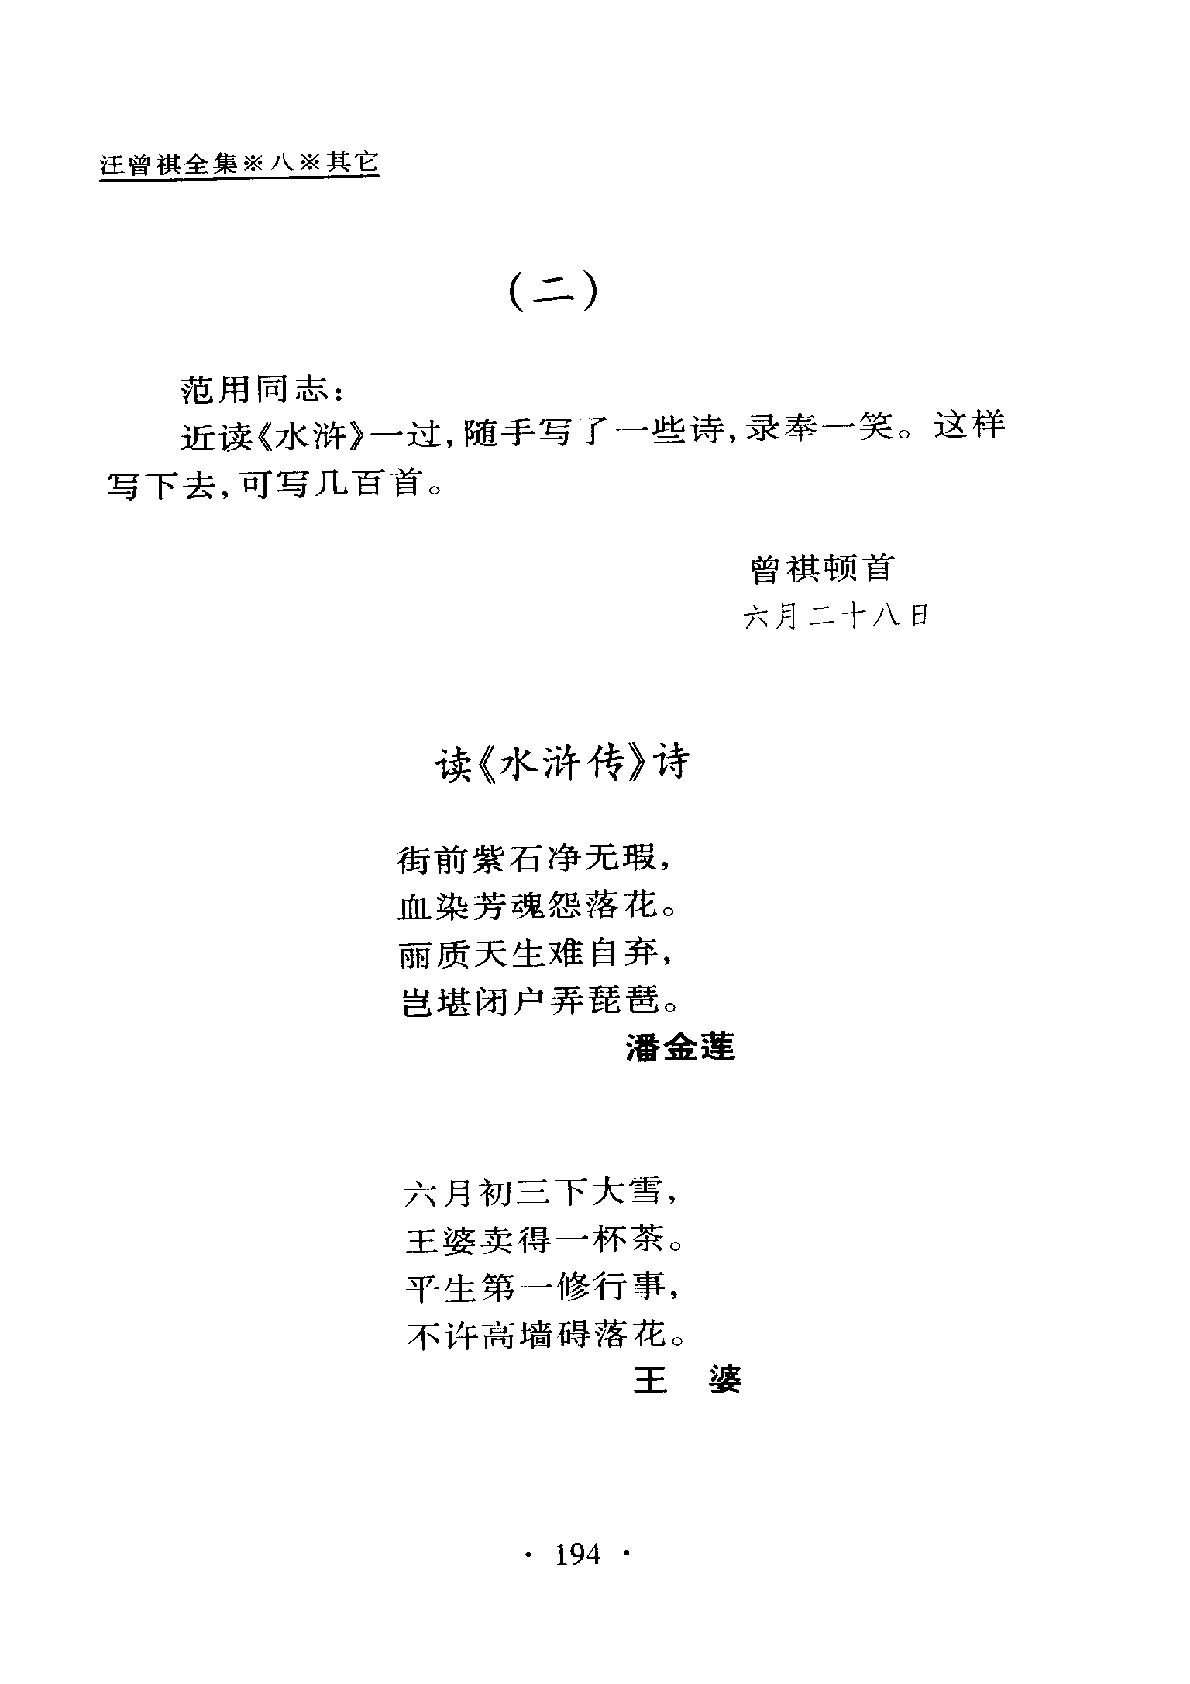 汪曾祺全集※八※其它
（二）
范用同志：
近读《水浒》一过，随手写了一些诗，录奉一笑。这样
写下去，可写几百首。
曾祺顿首
六月二十八日
读《水浒传》诗
街前紫石净无瑕，
血染芳魂怨落花。
丽质天生难自弃，
岂堪闭户弄琵琶。
潘金莲
六月初三下大雪，
王婆卖得一杯茶。
平生第一修行事，
不许高墙碍落花。
王 婆
· 194 ·